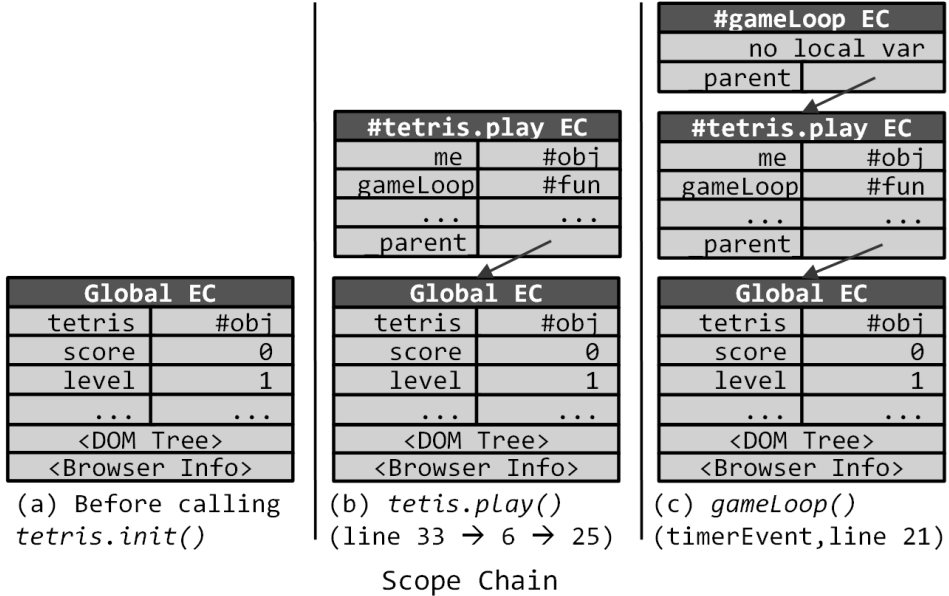 Global EC
tetris #obj
score 0
level 1
... ...
<DOM Tree>
<Browser Info>
(a) Before calling
tetris.init()
#tetris.play EC
me #obj
gameLoop #fun
... ...
_parent_
Global EC
tetris #obj
score 0
level 1
... ...
<DOM Tree>
<Browser Info>
(b) tetis.play()
(line 33 → 6 → 25)
#gameLoop EC
no local var
_parent_
#tetris.play EC
me #obj
gameLoop #fun
... ...
_parent_
Global EC
tetris #obj
score 0
level 1
... ...
<DOM Tree>
<Browser Info>
(c) gameLoop()
(timerEvent,line 21)
Scope Chain